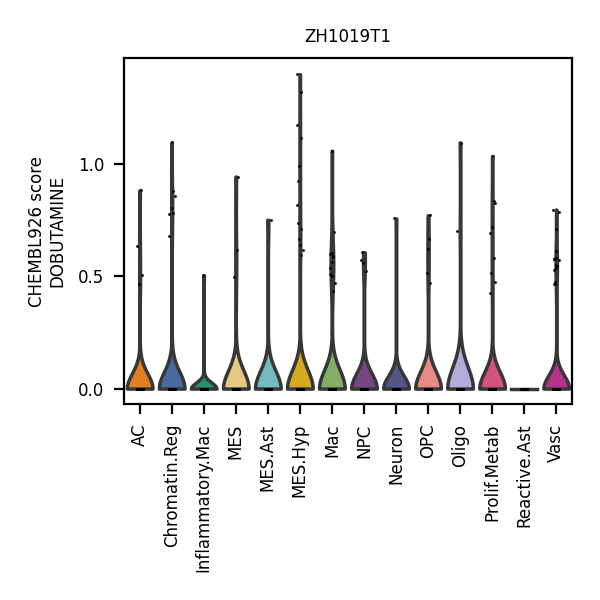 ZH1019T1
CHEMBL926 score
DOBUTAMINE
1.0
0.5
0.0
AC
Chromatin.Reg
Inflammatory.Mac
MES
MES.Ast
MES.Hyp
Mac
NPC
Neuron
OPC
Oligo
Prolif.Metab
Reactive.Ast
Vasc